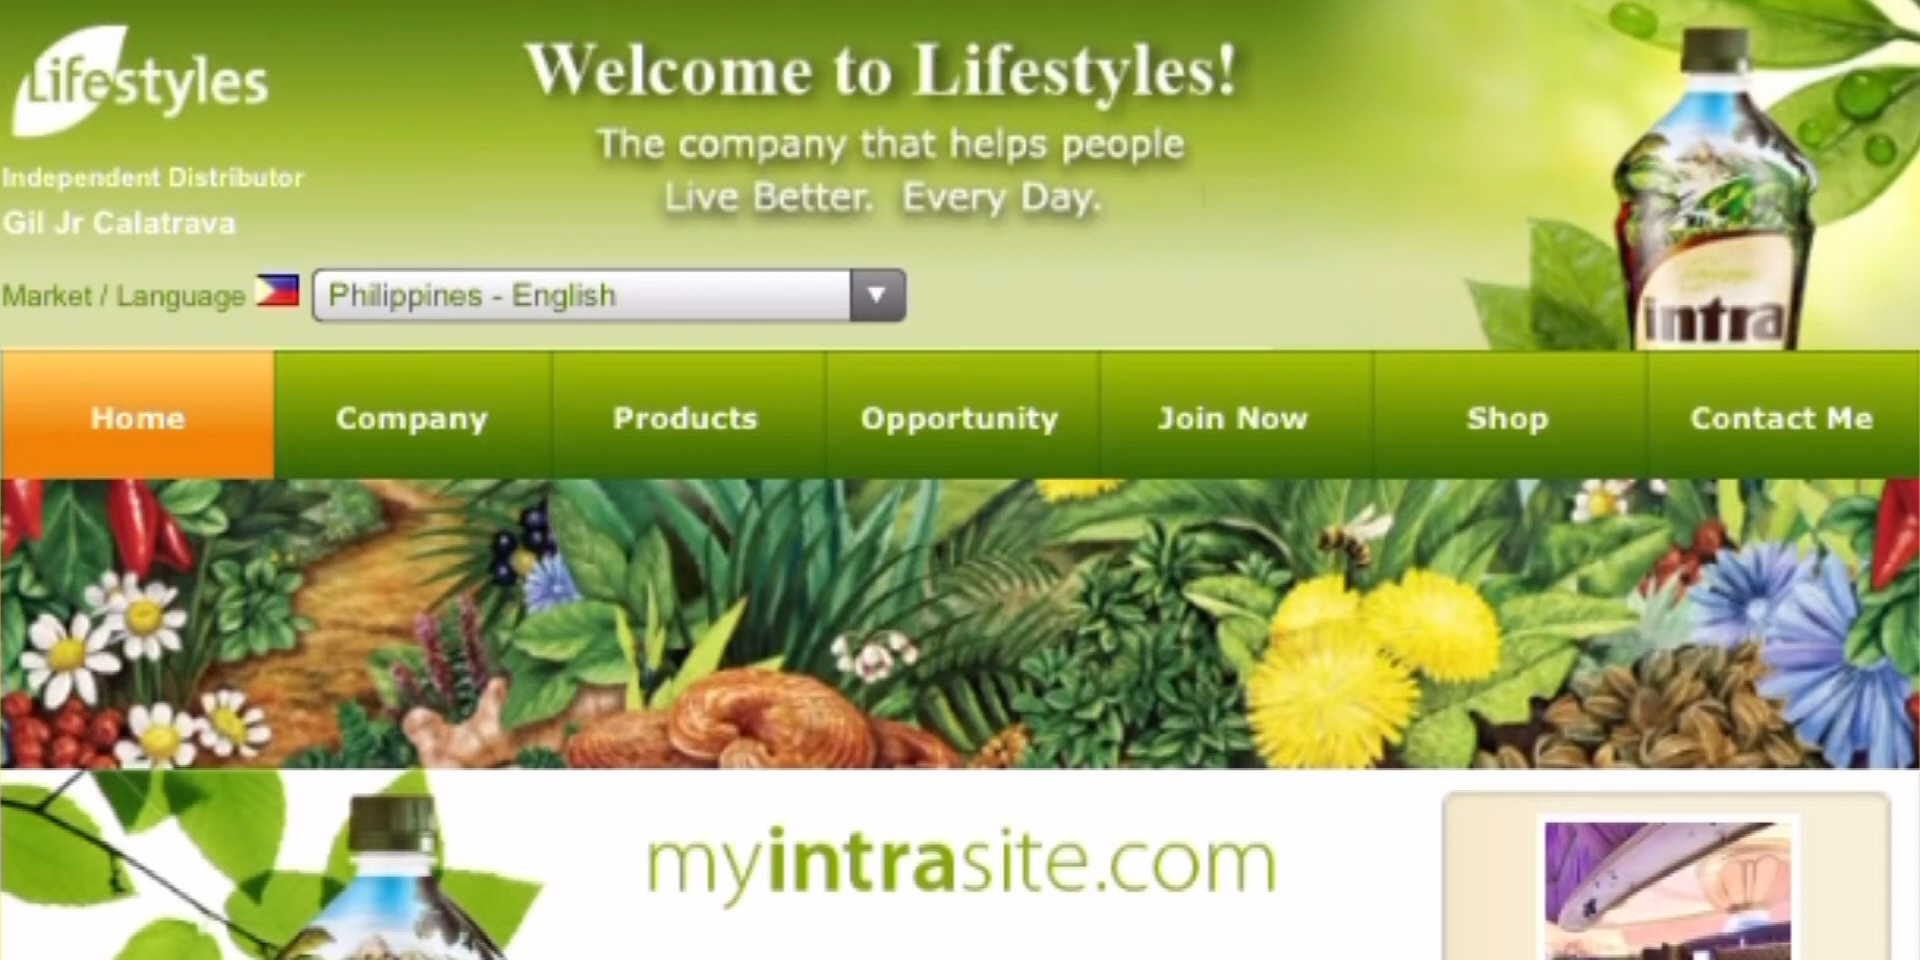 Lifestyles
Independent Distributor
Gil Jr Calatrava
Welcome to Lifestyles!
The company that helps people
Live Better. Every Day.
Market / Language
Philippines - English
intra
Home
Company
Products
Opportunity
Join Now
Shop
Contact Me
myintrasite.com